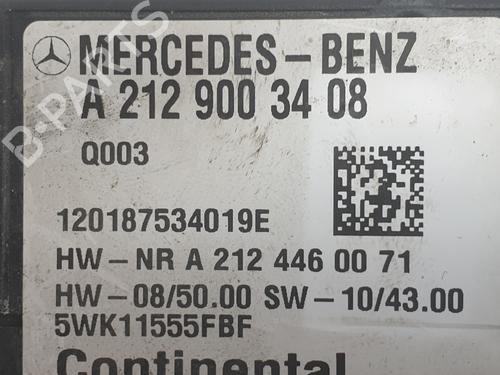 MERCEDES-BENZ
A 212 900 34 08
Q003
120187534019E
HW-NR A 212 446 00 71
HW-08/50.00 SW-10/43.00
5WK11555FBF
Continental
B-PARTS